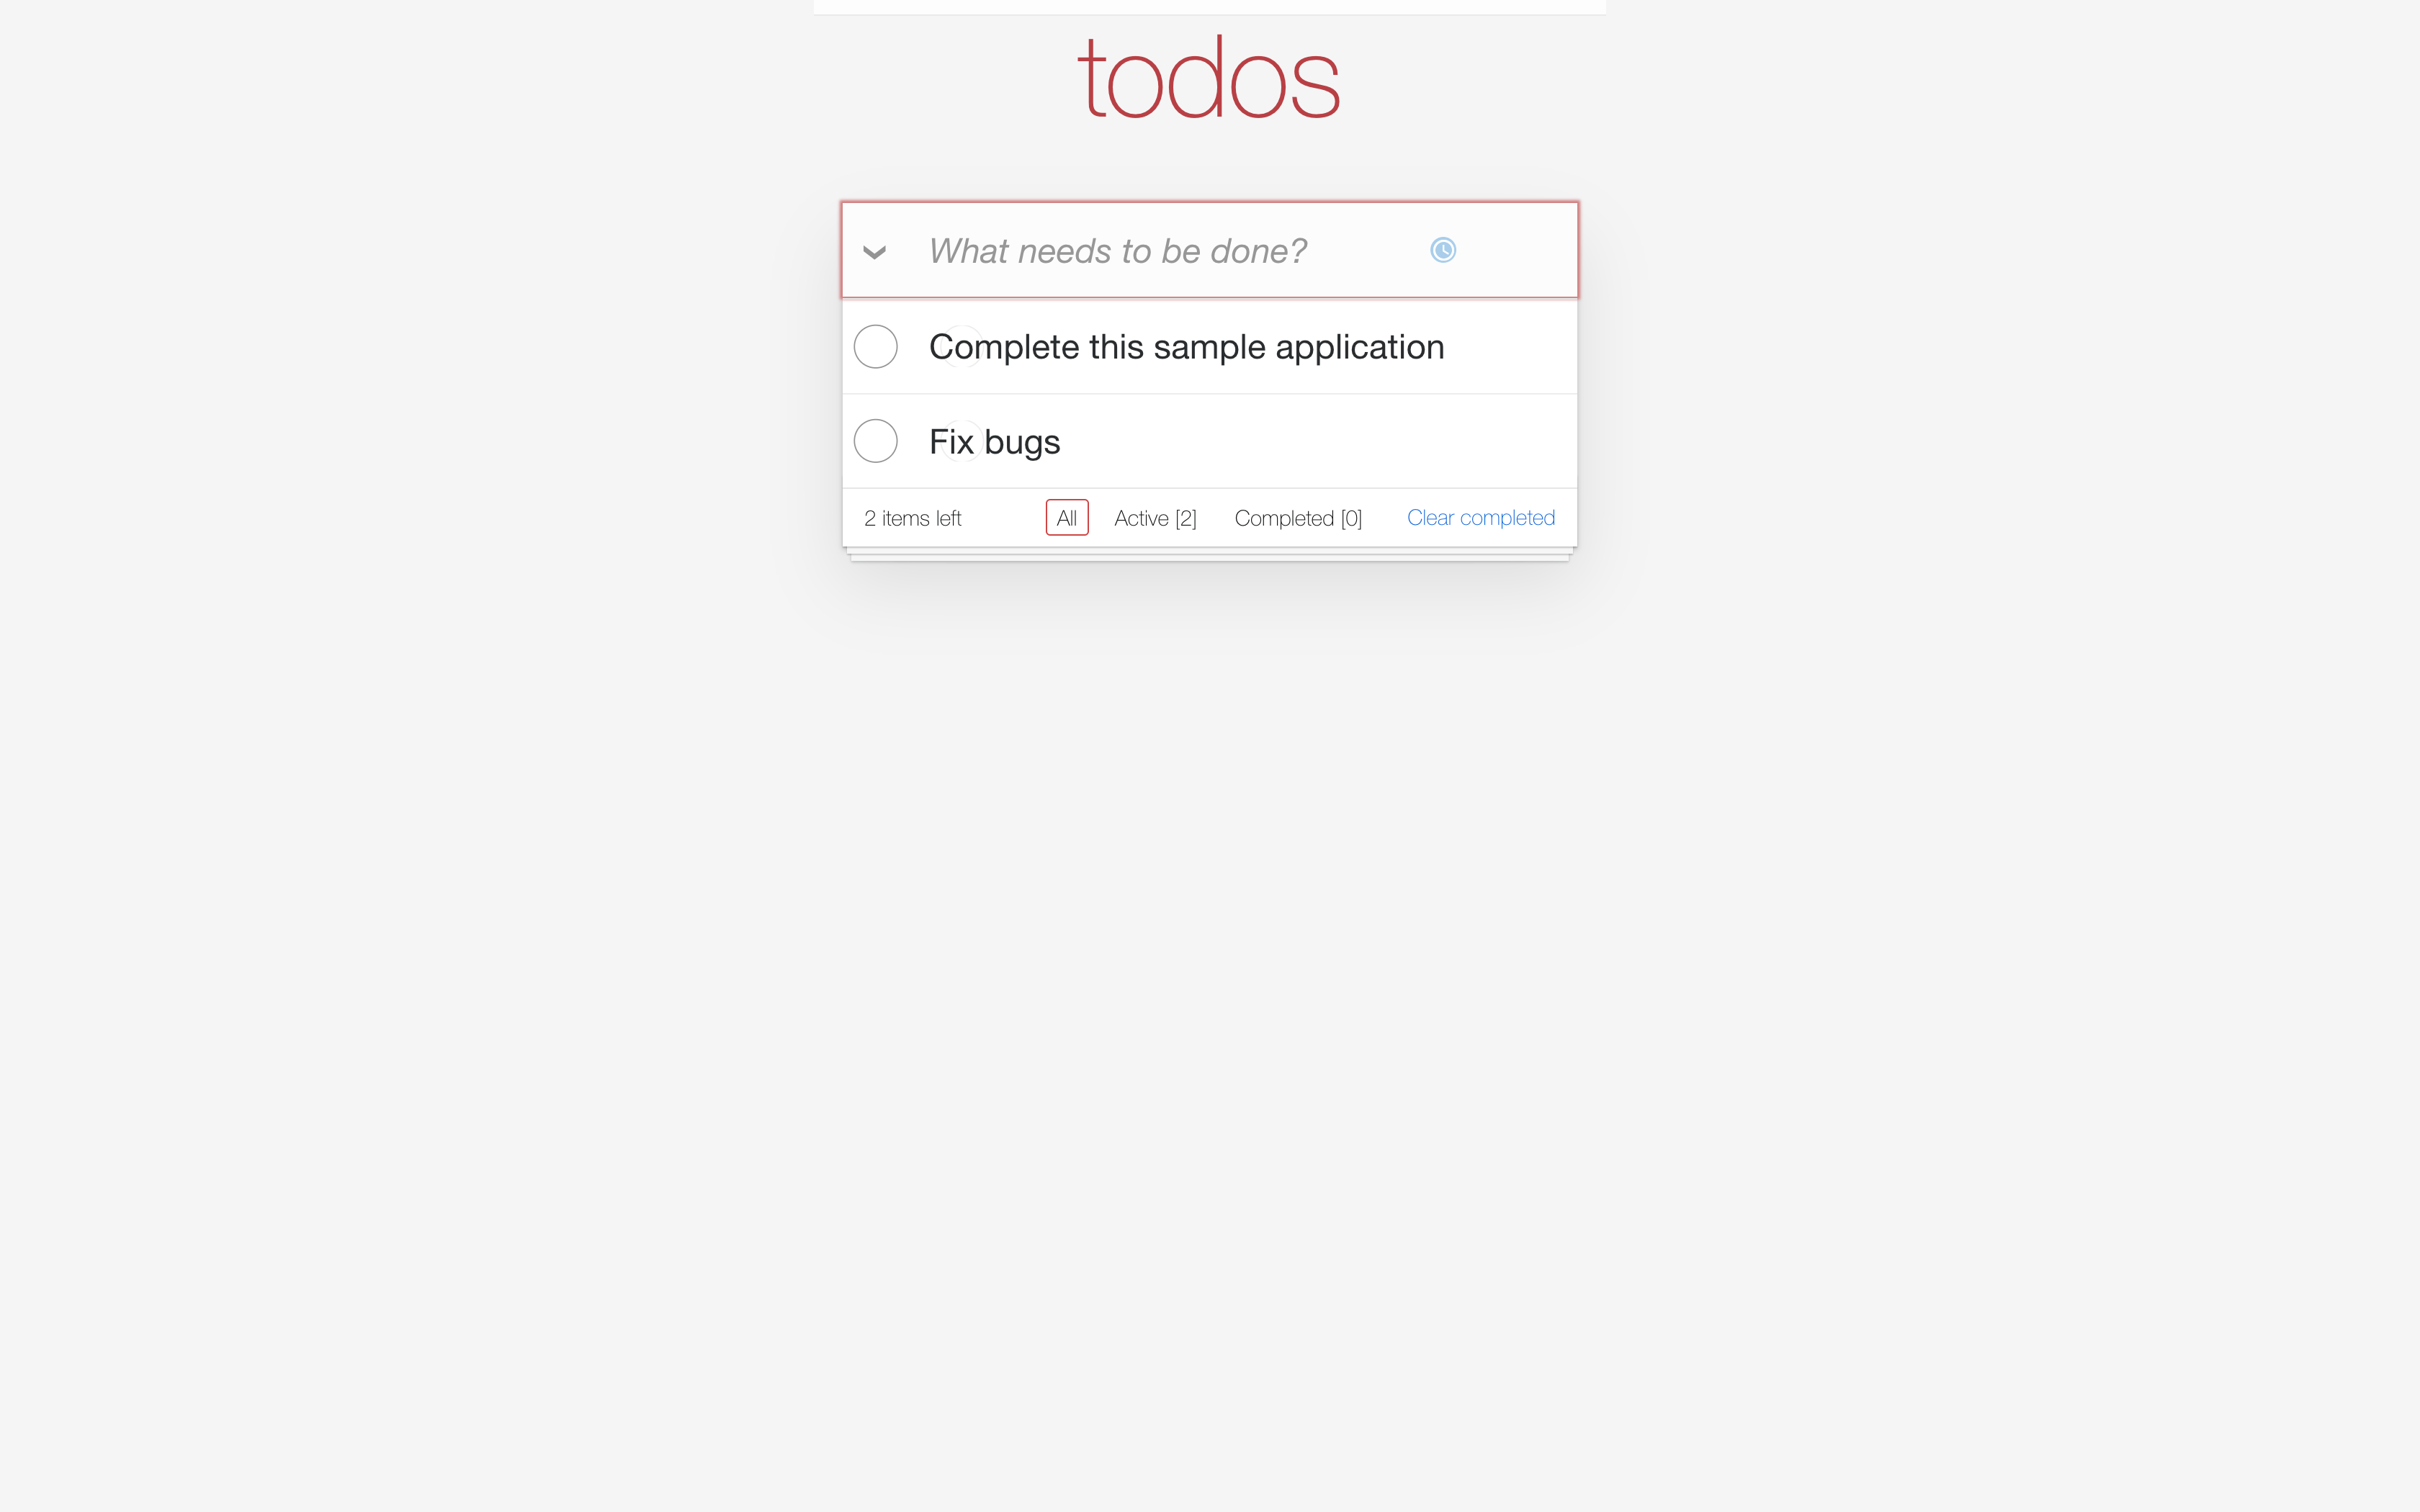 todos
What needs to be done?
Complete this sample application
Fix bugs
2 items left All Active [2] Completed [0] Clear completed